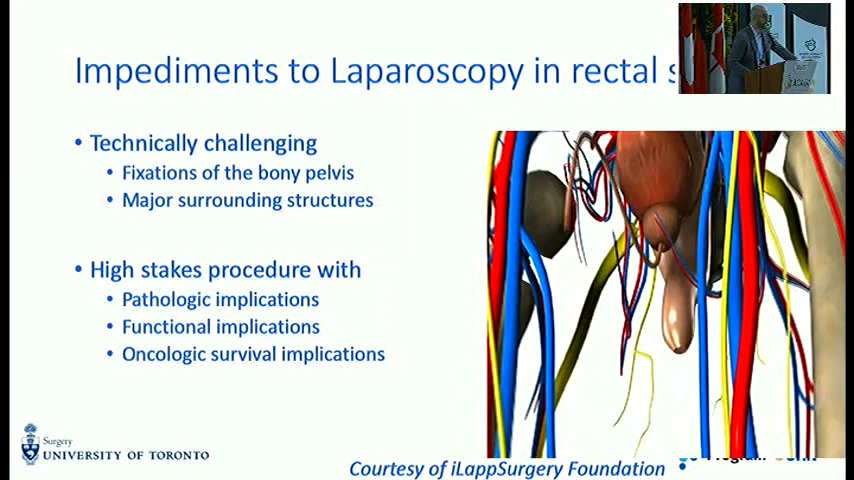 Impediments to Laparoscopy in rectal
• Technically challenging
• Fixations of the bony pelvis
• Major surrounding structures
• High stakes procedure with
• Pathologic implications
• Functional implications
• Oncologic survival implications
Surgery
UNIVERSITY OF TORONTO
Courtesy of iLappSurgery Foundation